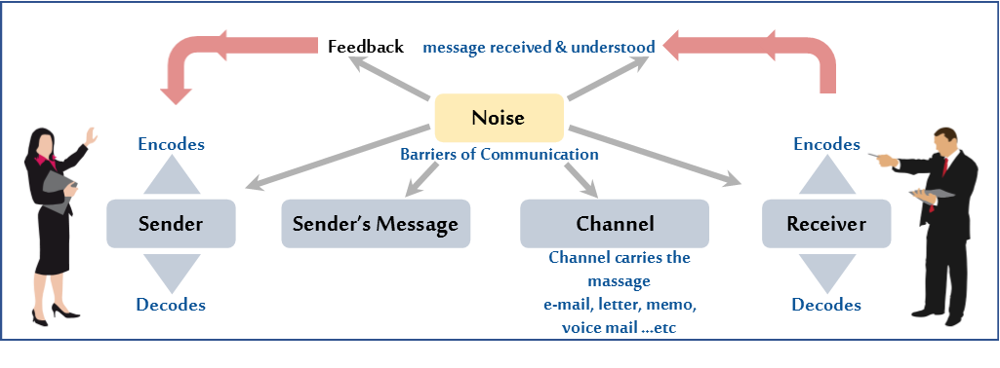 Feedback message received & understood
Noise
Barriers of Communication
Encodes
Encodes
Sender
Sender's Message
Channel
Receiver
Channel carries the
massage
e-mail, letter, memo,
voice mail ...etc
Decodes
Decodes